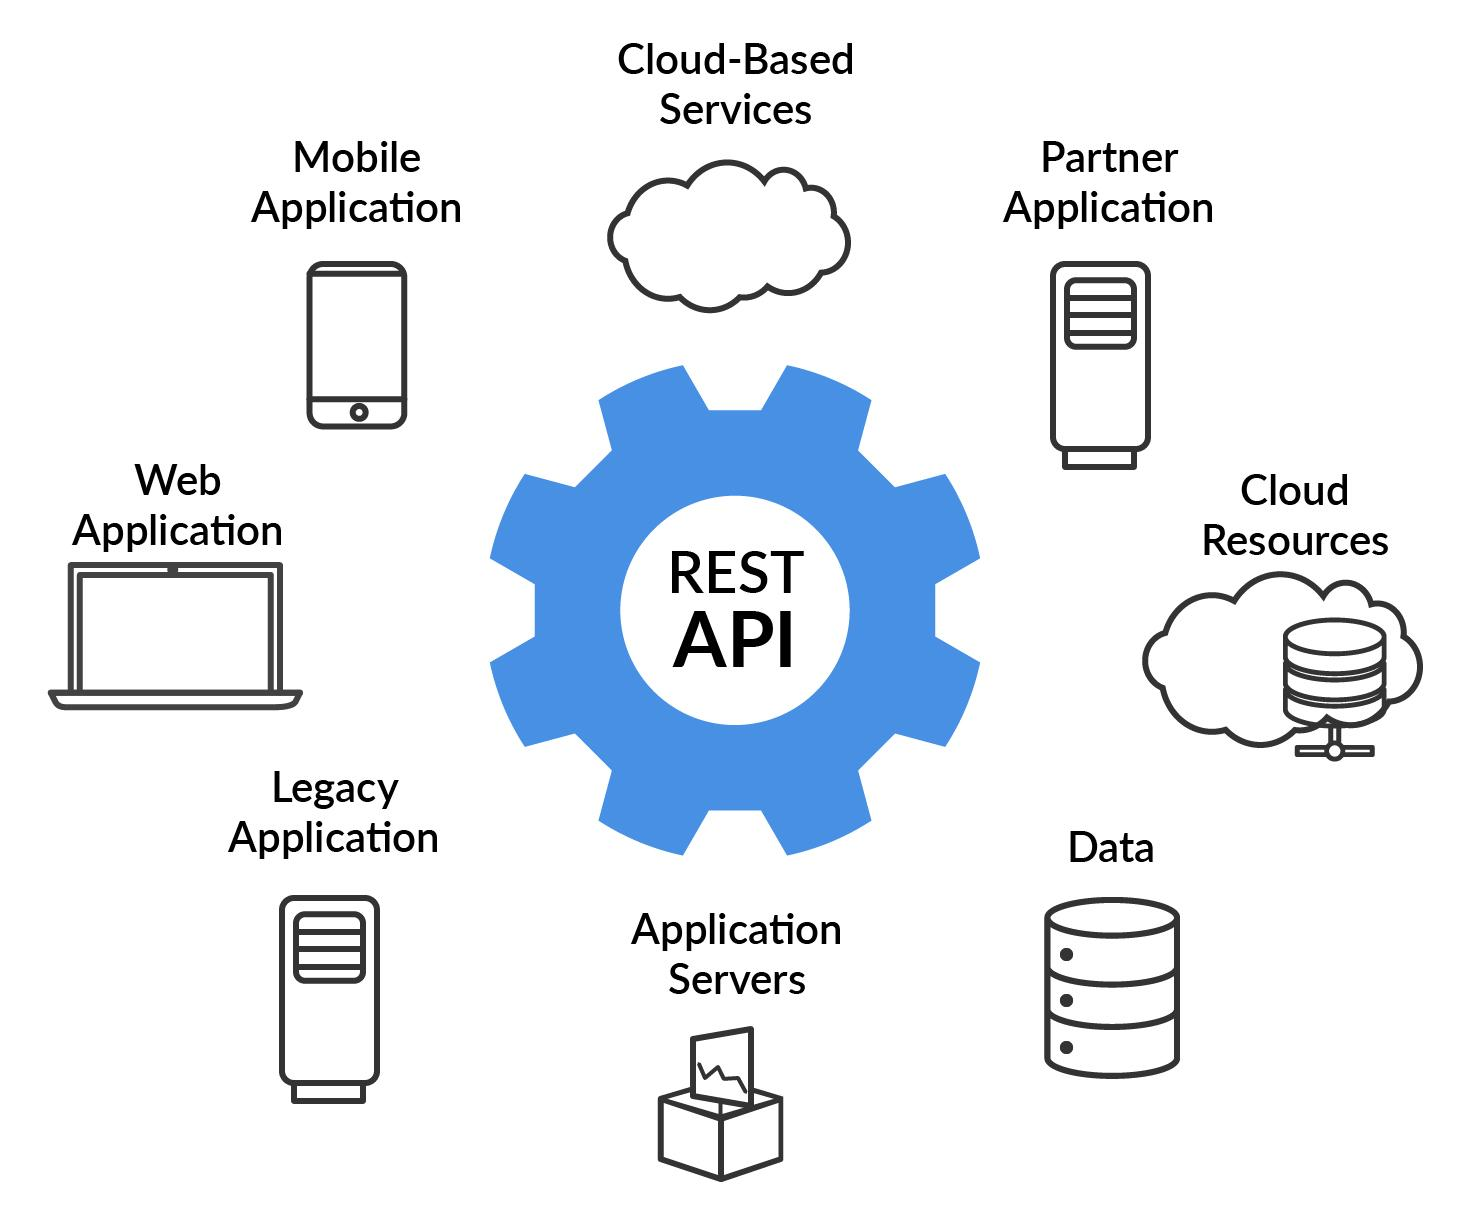 Cloud-Based
Services
Mobile
Application
Partner
Application
Web
Application
Cloud
Resources
REST
API
Legacy
Application
Data
Application
Servers